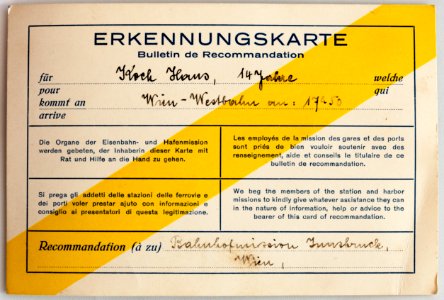 ERKENNUNGSKARTE
Bulletin de Recommandation
für Koch Hans, 14 Jahre welche
pour qui
kommt an Wien-Westbahn an: 17 50
arrive
Die Organe der Eisenbahn- und Hafenmission
werden gebeten, der Inhaberin dieser Karte mit
Rat und Hilfe an die Hand zu gehen.
Les employés de la mission des gares et des ports
sont priés de bien vouloir soutenir avec des
renseignement, aide et conseils le titulaire de ce
bulletin de recommandation.
Si prega gli addetti delle stazioni delle ferrovie e
dei porti voler prestar ajuto con informazioni e
consiglio ai presentatori di questa legitimazione.
We beg the members of the station and harbor
missions to kindly give whatever assistance they can
in the nature of information, help or advice to the
bearer of this card of recommendation.
Recommandation (à zu) Bahnhofmission Innsbruck,
Wien,